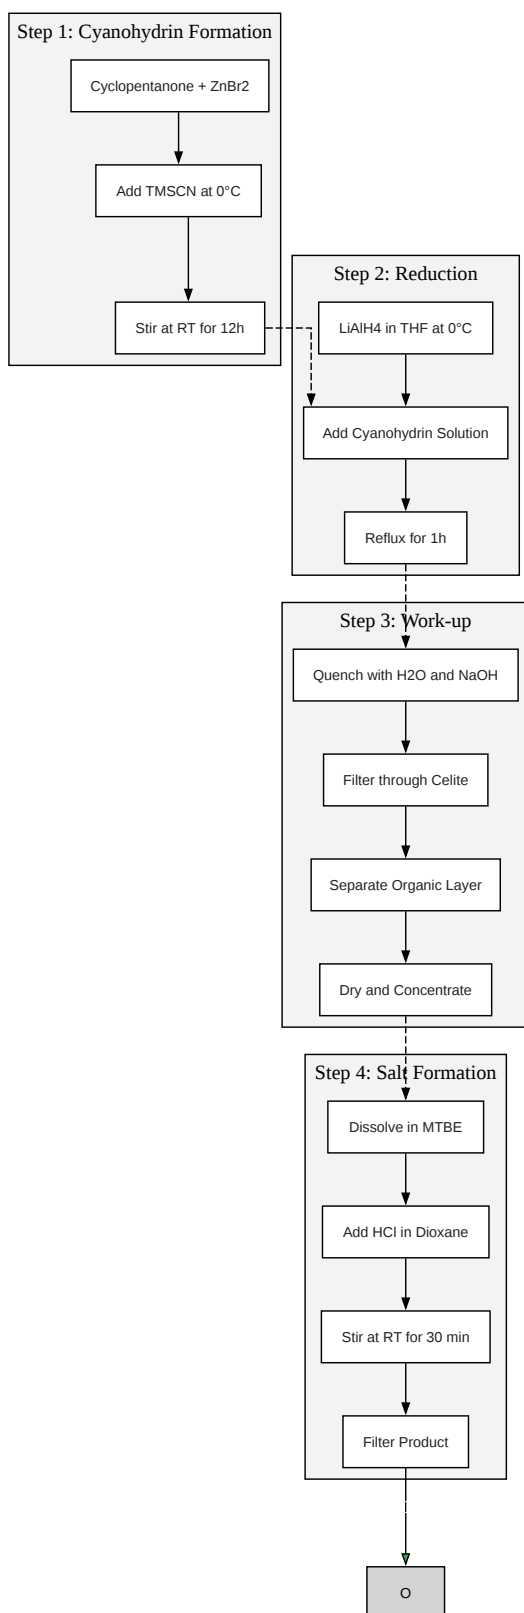 Step 1: Cyanohydrin Formation
Cyclopentanone + ZnBr2
Add TMSCN at 0°C
Stir at RT for 12h
Step 2: Reduction
LiAlH4 in THF at 0°C
Add Cyanohydrin Solution
Reflux for 1h
Step 3: Work-up
Quench with H2O and NaOH
Filter through Celite
Separate Organic Layer
Dry and Concentrate
Step 4: Salt Formation
Dissolve in MTBE
Add HCl in Dioxane
Stir at RT for 30 min
Filter Product
O